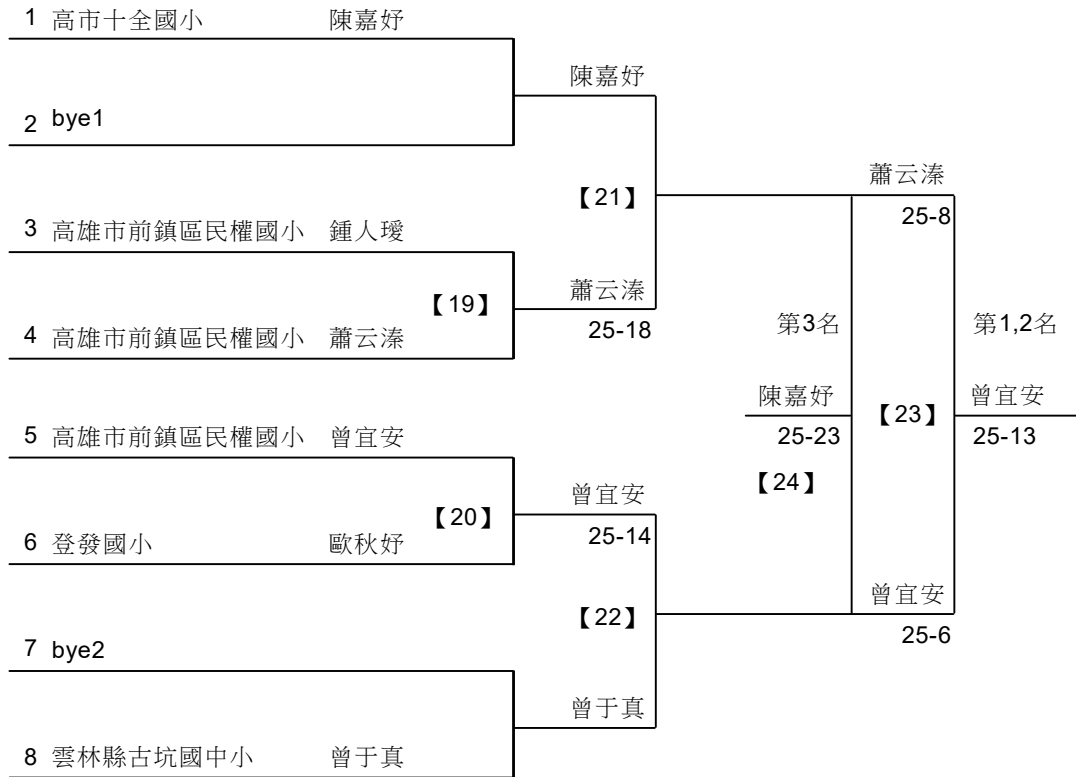 1 高市十全國小 陳嘉妤
陳嘉妤
2 bye1
蕭云溱
【21】
25-8
3 高雄市前鎮區民權國小 鍾人璦
蕭云溱
【19】
25-18
第3名
第1,2名
4 高雄市前鎮區民權國小 蕭云溱
陳嘉妤
曾宜安
【23】
5 高雄市前鎮區民權國小 曾宜安
25-23
25-13
【24】
曾宜安
【20】
25-14
6 登發國小 歐秋妤
曾宜安
【22】
25-6
7 bye2
曾于真
8 雲林縣古坑國中小 曾于真